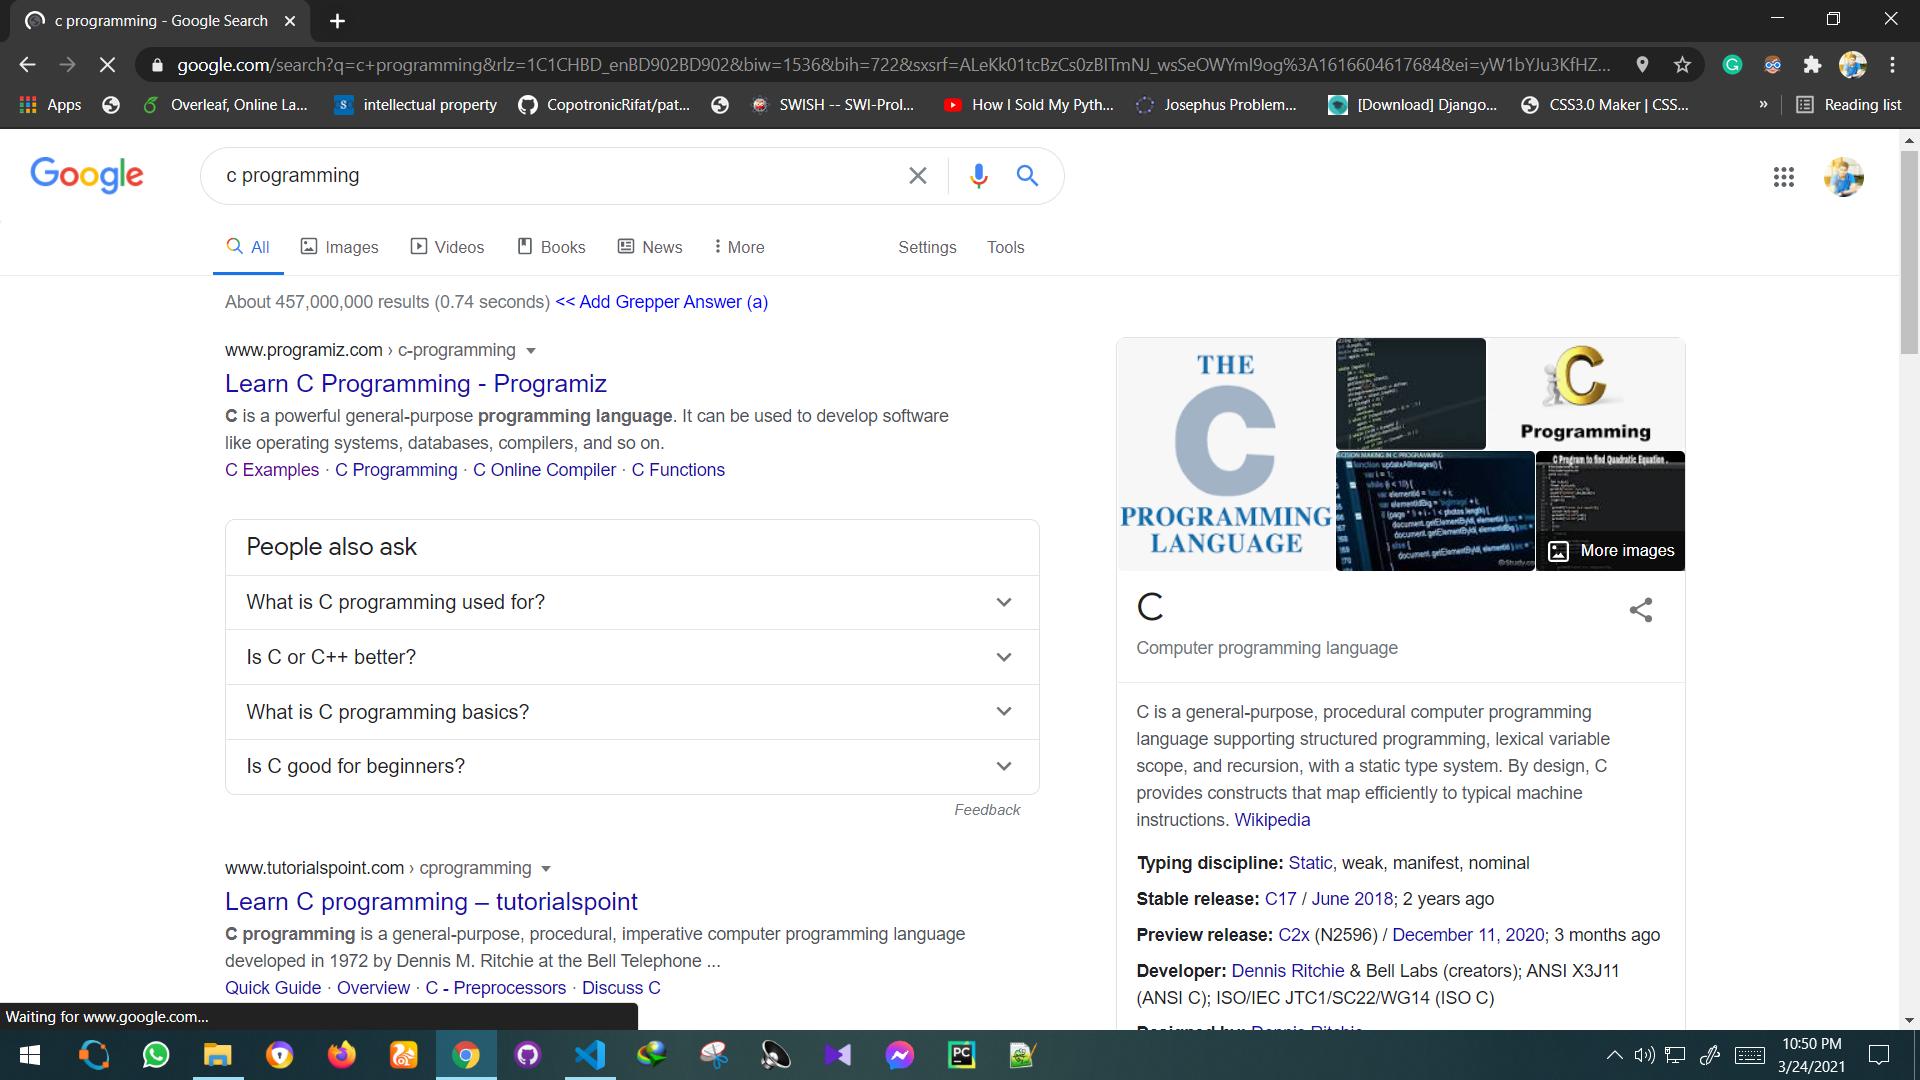 c programming - Google Search
google.com/search?q=c+programming&rlz=1C1CHBD_enBD902BD902&biw=1536&bih=722&sxsrf=ALeKk01tcBzCs0zBITmNJ_wsSeOWYmI9og%3A1616604617684&ei=yW1bYJu3KfHZ...
Apps
Overleaf, Online La...
intellectual property
CopotronicRifat/pat...
SWISH -- SWI-Prol...
How I Sold My Pyth...
Josephus Problem...
[Download] Django...
CSS3.0 Maker | CSS...
»
Reading list
Google
c programming
All
Images
Videos
Books
News
More
Settings
Tools
About 457,000,000 results (0.74 seconds) << Add Grepper Answer (a)
www.programiz.com › c-programming
Learn C Programming - Programiz
C is a powerful general-purpose programming language. It can be used to develop software
like operating systems, databases, compilers, and so on.
C Examples · C Programming · C Online Compiler · C Functions
People also ask
What is C programming used for?
Is C or C++ better?
What is C programming basics?
Is C good for beginners?
Feedback
www.tutorialspoint.com › cprogramming
Learn C programming – tutorialspoint
C programming is a general-purpose, procedural, imperative computer programming language
developed in 1972 by Dennis M. Ritchie at the Bell Telephone ...
Quick Guide · Overview · C - Preprocessors · Discuss C
THE
C
PROGRAMMING
LANGUAGE
C
Programming
C Program to find Quadratic Equation .
More images
C
Computer programming language
C is a general-purpose, procedural computer programming
language supporting structured programming, lexical variable
scope, and recursion, with a static type system. By design, C
provides constructs that map efficiently to typical machine
instructions. Wikipedia
Typing discipline: Static, weak, manifest, nominal
Stable release: C17 / June 2018; 2 years ago
Preview release: C2x (N2596) / December 11, 2020; 3 months ago
Developer: Dennis Ritchie & Bell Labs (creators); ANSI X3J11
(ANSI C); ISO/IEC JTC1/SC22/WG14 (ISO C)
Designed by: Dennis Ritchie
Waiting for www.google.com...
PC
10:50 PM
3/24/2021